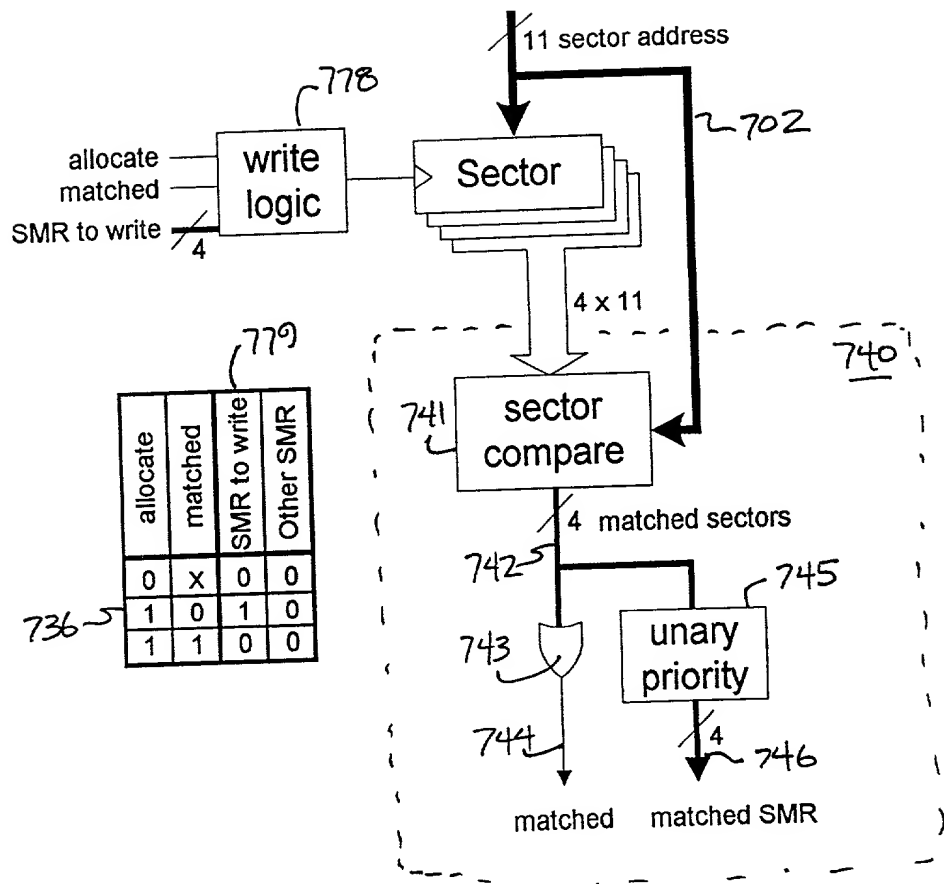 11 sector address
778
702
allocate
matched
SMR to write
4
write
logic
Sector
4 x 11
779
740
allocate
matched
SMR to write
Other SMR
0 x 0 0
1 0 1 0
1 1 0 0
736
741
sector
compare
4 matched sectors
742
745
743
unary
priority
744
4
746
matched
matched SMR